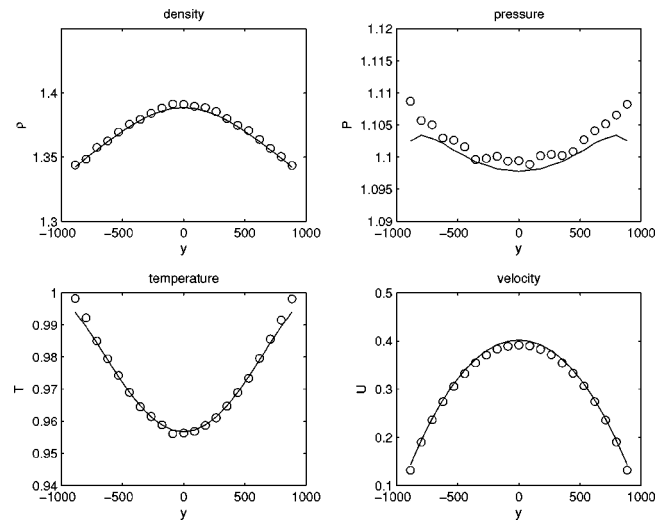 density
1.4
1.35
1.3
ρ
−1000 −500 0 500 1000
y
pressure
1.12
1.115
1.11
1.105
1.1
1.095
1.09
P
−1000 −500 0 500 1000
y
temperature
1
0.99
0.98
0.97
0.96
0.95
0.94
T
−1000 −500 0 500 1000
y
velocity
0.5
0.4
0.3
0.2
0.1
U
−1000 −500 0 500 1000
y